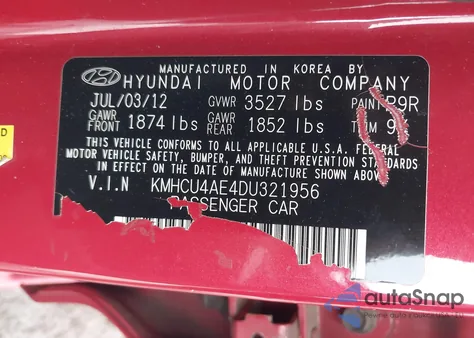 MANUFACTURED IN KOREA BY
HYUNDAI MOTOR COMPANY
JUL/03/12 GVWR 3527 lbs PAINT
GAWR FRONT 1874 lbs GAWR REAR 1852 lbs
THIS VEHICLE CONFORMS TO ALL APPLICABLE U.S.A. FEDERAL
MOTOR VEHICLE SAFETY, BUMPER, AND THEFT PREVENTION STANDARDS
IN EFFECT ON THE DATE OF MANUFACTURE SHOWN ABOVE.
V.I.N KMHCU4AE4DU321956
PASSENGER CAR
D
autoSnap